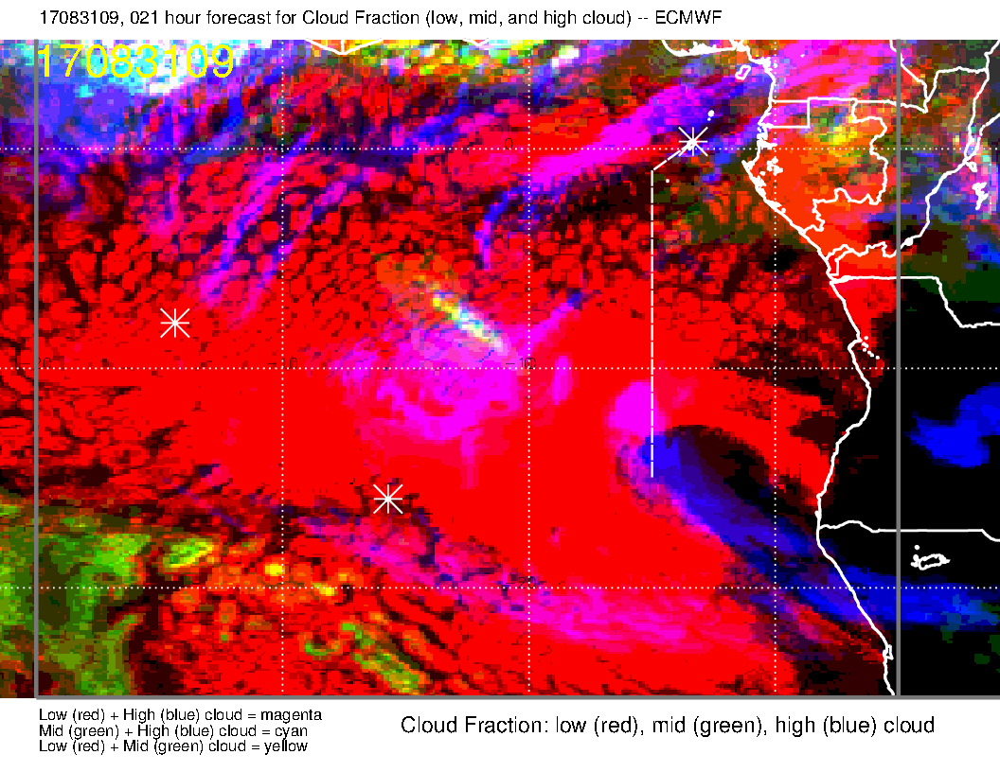 17083109, 021 hour forecast for Cloud Fraction (low, mid, and high cloud) -- ECMWF
17083109
0
-10
Low (red) + High (blue) cloud = magenta
Mid (green) + High (blue) cloud = cyan
Low (red) + Mid (green) cloud = yellow
Cloud Fraction: low (red), mid (green), high (blue) cloud